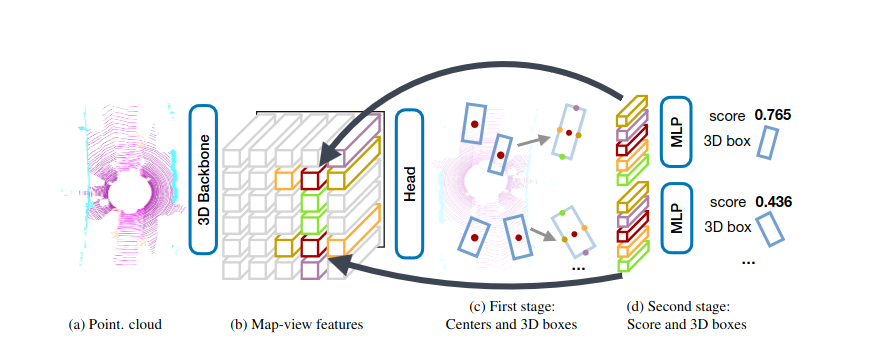 3D Backbone
Head
MLP
score 0.765
3D box
MLP
score 0.436
3D box
...
...
(a) Point. cloud
(b) Map-view features
(c) First stage:
Centers and 3D boxes
(d) Second stage:
Score and 3D boxes